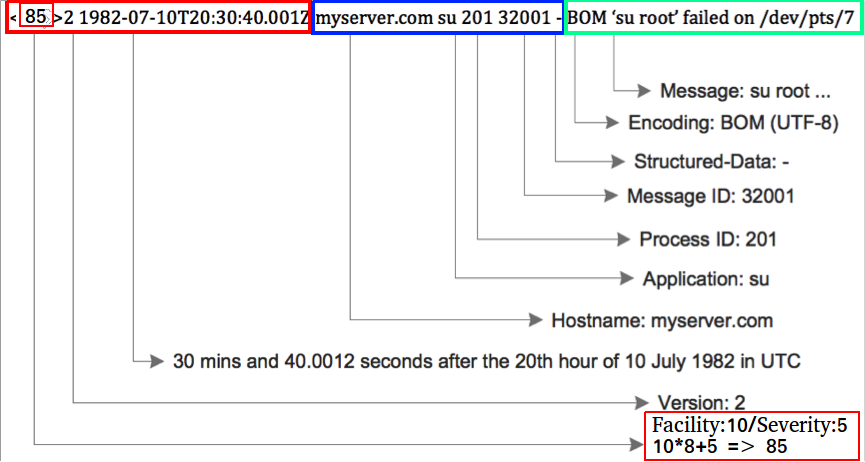 < 85 >2 1982-07-10T20:30:40.001Z myserver.com su 201 32001 - BOM ‘su root’ failed on /dev/pts/7
Message: su root ...
Encoding: BOM (UTF-8)
Structured-Data: -
Message ID: 32001
Process ID: 201
Application: su
Hostname: myserver.com
30 mins and 40.0012 seconds after the 20th hour of 10 July 1982 in UTC
Version: 2
Facility:10/Severity:5
10*8+5 => 85